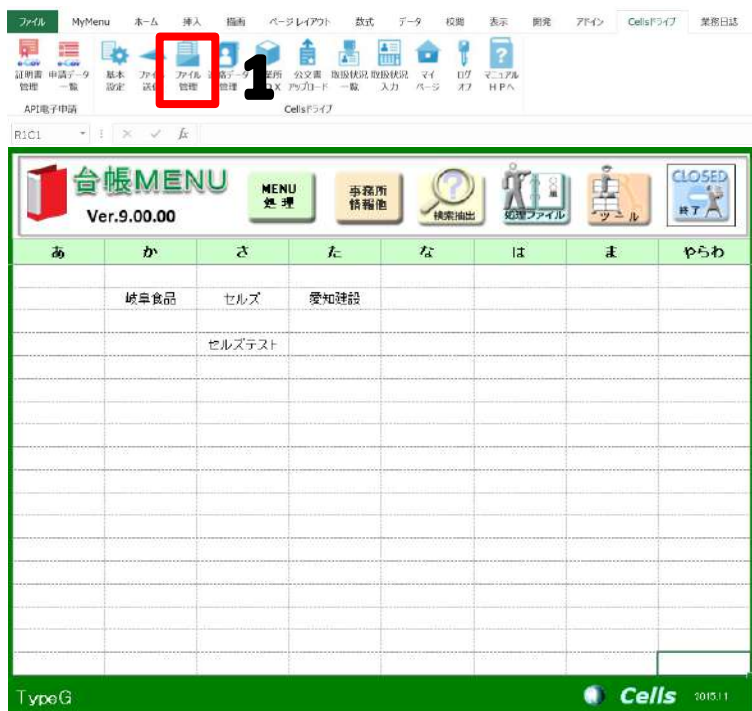 ファイル MyMenu ホーム 挿入 描画 ページレイアウト 数式 データ 校閲 表示 開発 アドイン Cellsドライブ 業務日誌
証明書 管理 申請データ 一覧 基本 設定 ファイル 送信 ファイル 管理 管理 公文書 アップロード 取扱状況 一覧 取扱状況 入力 マイ ページ ログ オフ マニュアル HPへ
1
API電子申請 Cellsドライブ
R1C1 fx
台帳MENU
Ver.9.00.00
MENU 処理 事務所 情報他 検索抽出 処理ファイル ツール CLOSED 終了
あ か さ た な は ま やらわ
岐阜食品 セルズ 愛知建設
セルズテスト
TypeG Cells 2015.11